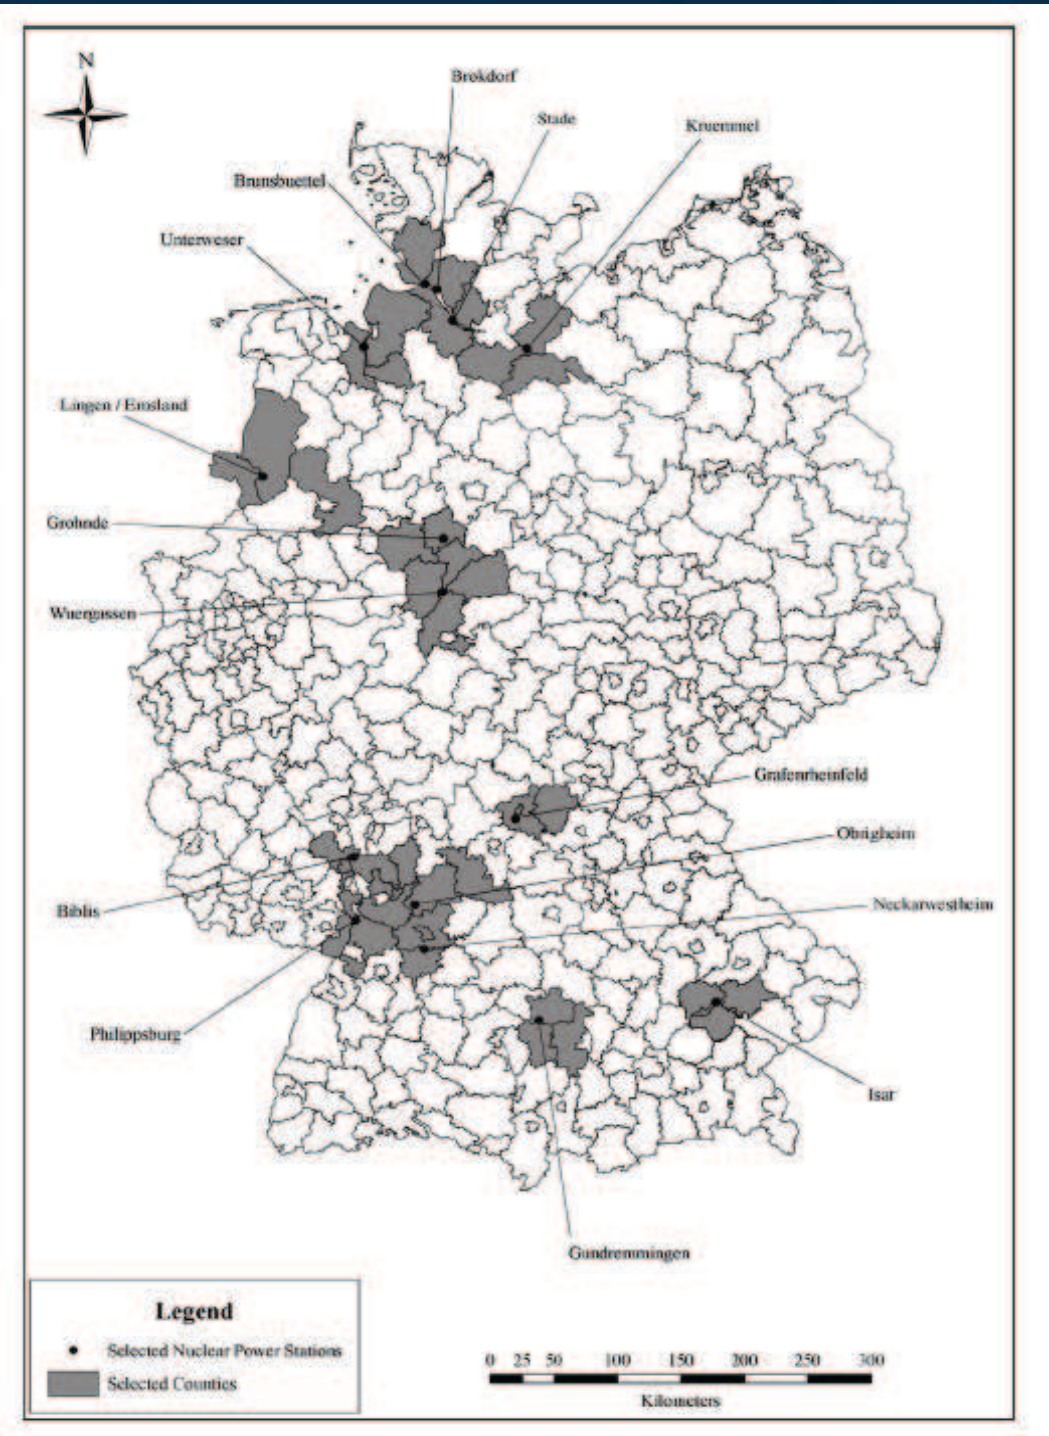 N
Brokdorf
Stade
Kruemmel
Brunsbuettel
Unterweser
Lingen / Emsland
Grohnde
Wuergassen
Grafenrheinfeld
Obrigheim
Biblis
Neckarwestheim
Philippsburg
Isar
Gundremmingen
Legend
Selected Nuclear Power Stations
Selected Counties
0 25 50 100 150 200 250 300
Kilometers